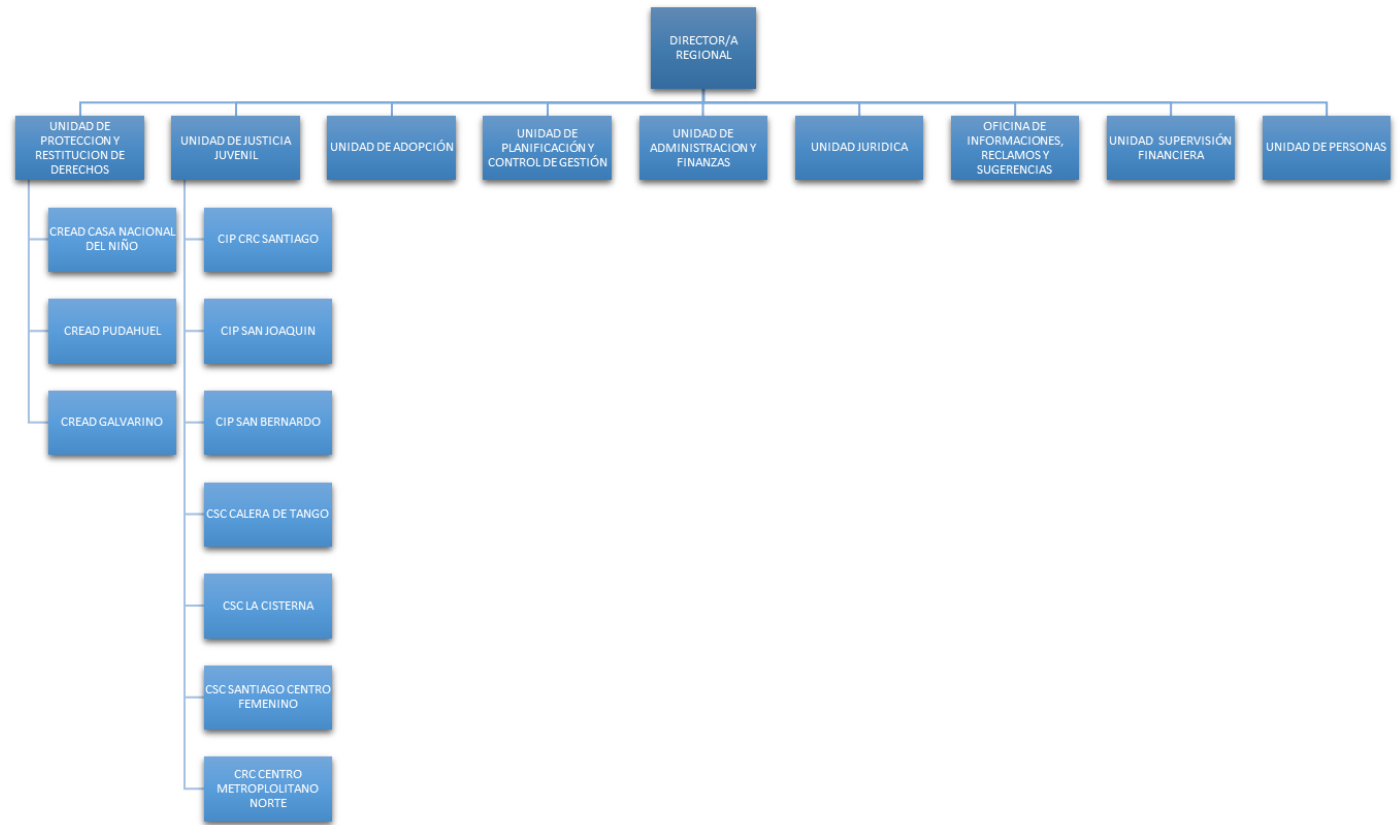 DIRECTOR/A
REGIONAL
UNIDAD DE
PROTECCION Y
RESTITUCION DE
DERECHOS
UNIDAD DE JUSTICIA
JUVENIL
UNIDAD DE ADOPCIÓN
UNIDAD DE
PLANIFICACIÓN Y
CONTROL DE GESTIÓN
UNIDAD DE
ADMINISTRACION Y
FINANZAS
UNIDAD JURIDICA
OFICINA DE
INFORMACIONES,
RECLAMOS Y
SUGERENCIAS
UNIDAD SUPERVISIÓN
FINANCIERA
UNIDAD DE PERSONAS
CREAD CASA NACIONAL
DEL NIÑO
CREAD PUDAHUEL
CREAD GALVARINO
CIP CRC SANTIAGO
CIP SAN JOAQUIN
CIP SAN BERNARDO
CSC CALERA DE TANGO
CSC LA CISTERNA
CSC SANTIAGO CENTRO
FEMENINO
CRC CENTRO
METROPLOLITANO
NORTE